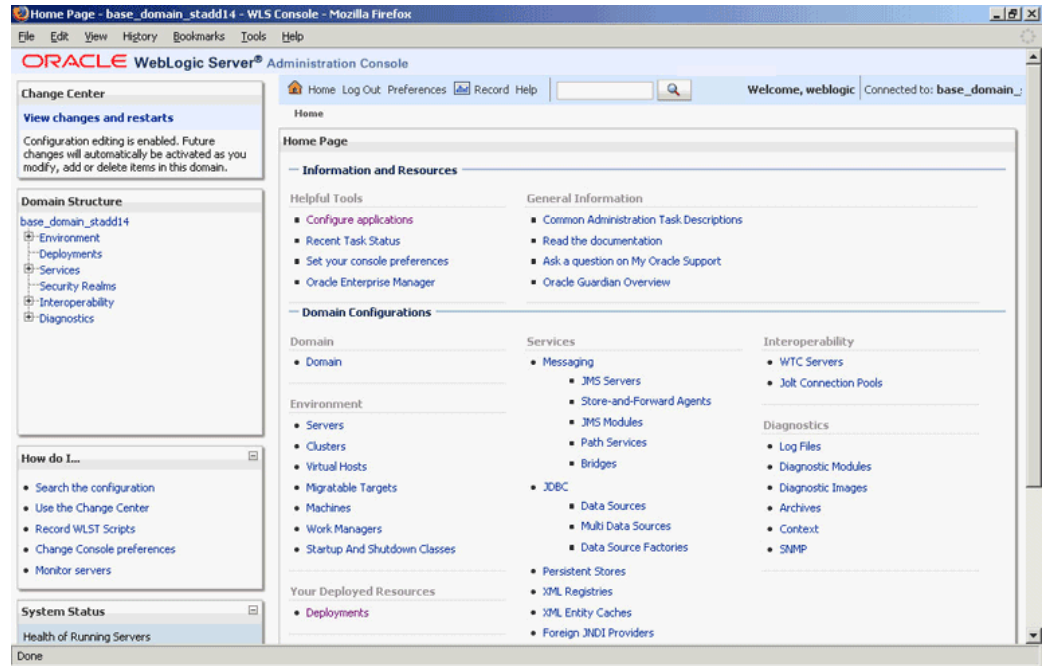 Home Page - base_domain_stadd14 - WLS Console - Mozilla Firefox
File Edit View History Bookmarks Tools Help
ORACLE WebLogic Server® Administration Console
Change Center
View changes and restarts
Configuration editing is enabled. Future
changes will automatically be activated as you
modify, add or delete items in this domain.
Domain Structure
base_domain_stadd14
Environment
Deployments
Services
Security Realms
Interoperability
Diagnostics
How do I...
Search the configuration
Use the Change Center
Record WLST Scripts
Change Console preferences
Monitor servers
System Status
Health of Running Servers
Home Log Out Preferences Record Help
Welcome, weblogic Connected to: base_domain_
Home
Home Page
Information and Resources
Helpful Tools
Configure applications
Recent Task Status
Set your console preferences
Oracle Enterprise Manager
General Information
Common Administration Task Descriptions
Read the documentation
Ask a question on My Oracle Support
Oracle Guardian Overview
Domain Configurations
Domain
Domain
Environment
Servers
Clusters
Virtual Hosts
Migratable Targets
Machines
Work Managers
Startup And Shutdown Classes
Your Deployed Resources
Deployments
Services
Messaging
JMS Servers
Store-and-Forward Agents
JMS Modules
Path Services
Bridges
JDBC
Data Sources
Multi Data Sources
Data Source Factories
Persistent Stores
XML Registries
XML Entity Caches
Foreign JNDI Providers
Interoperability
WTC Servers
Jolt Connection Pools
Diagnostics
Log Files
Diagnostic Modules
Diagnostic Images
Archives
Context
SNMP
Done